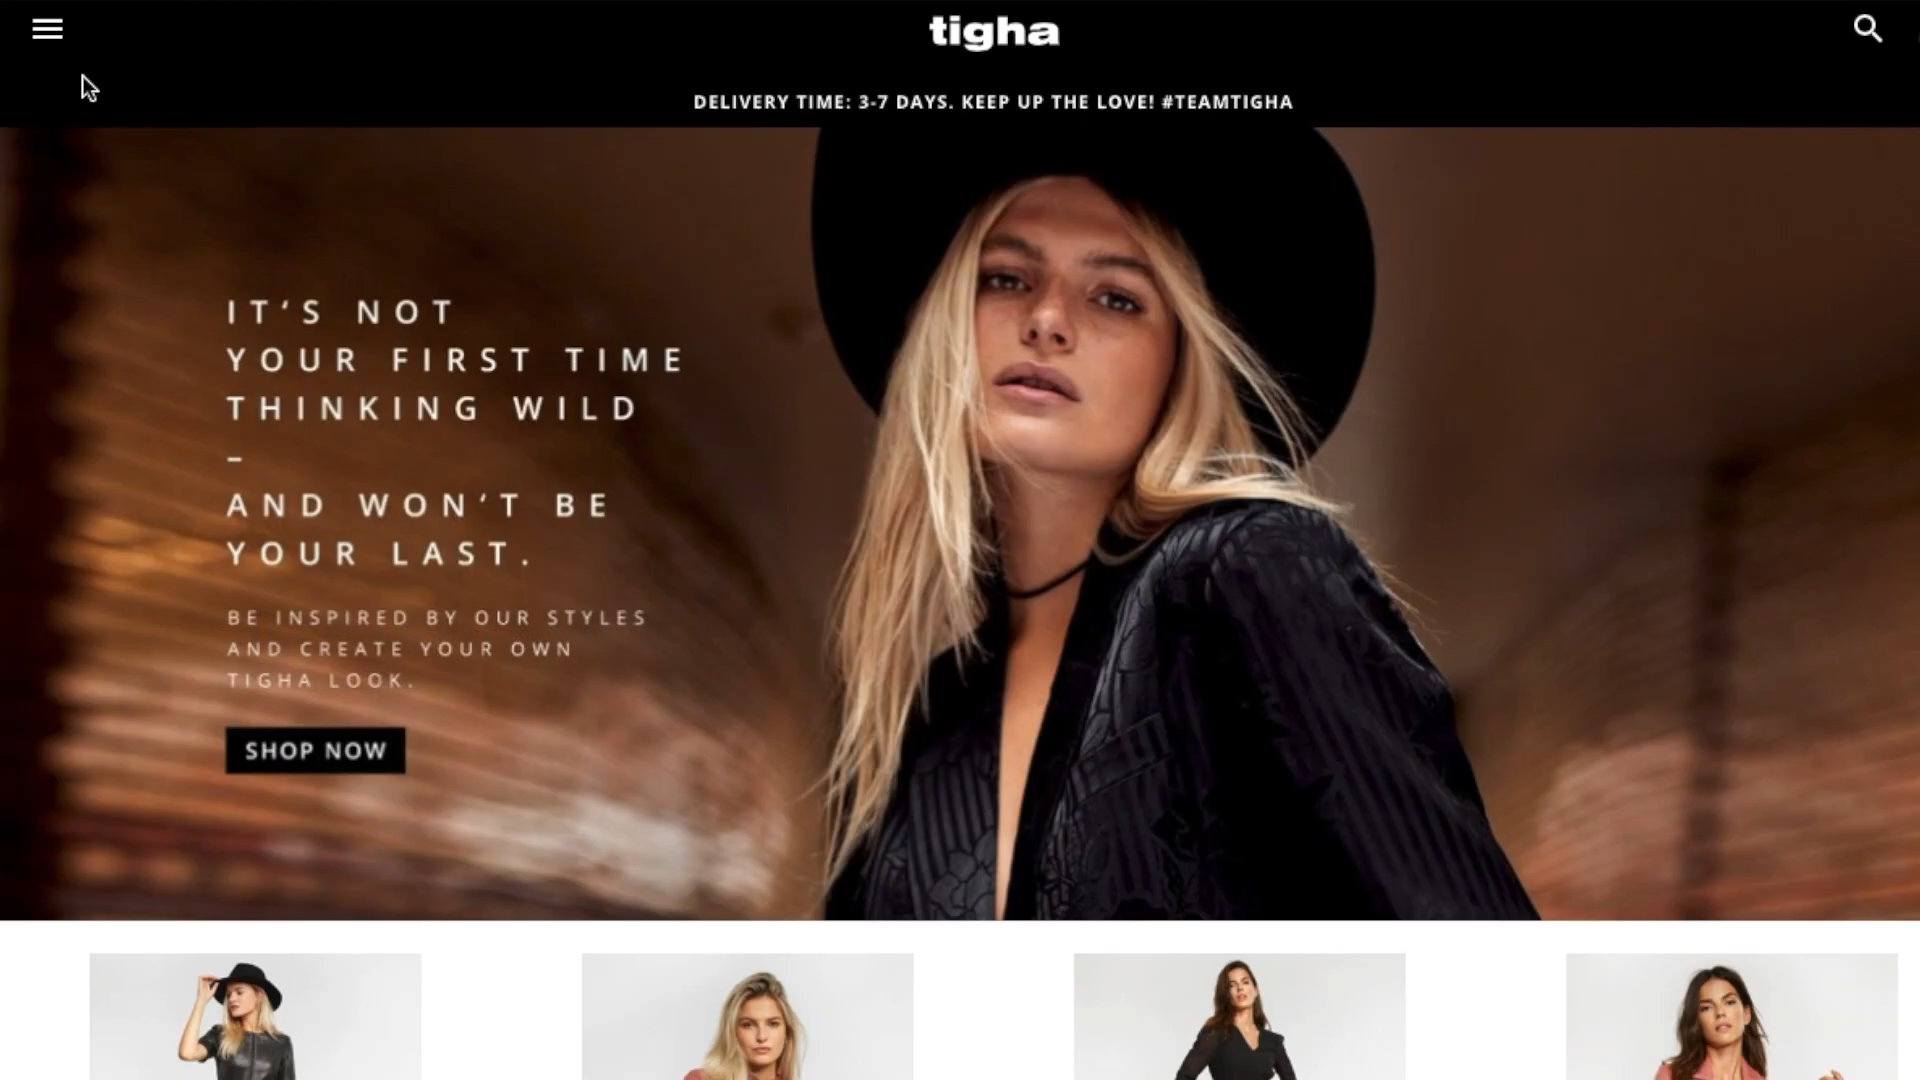 tigha
DELIVERY TIME: 3-7 DAYS. KEEP UP THE LOVE! #TEAMTIGHA
IT‘S NOT
YOUR FIRST TIME
THINKING WILD
–
AND WON‘T BE
YOUR LAST.
BE INSPIRED BY OUR STYLES
AND CREATE YOUR OWN
TIGHA LOOK.
SHOP NOW